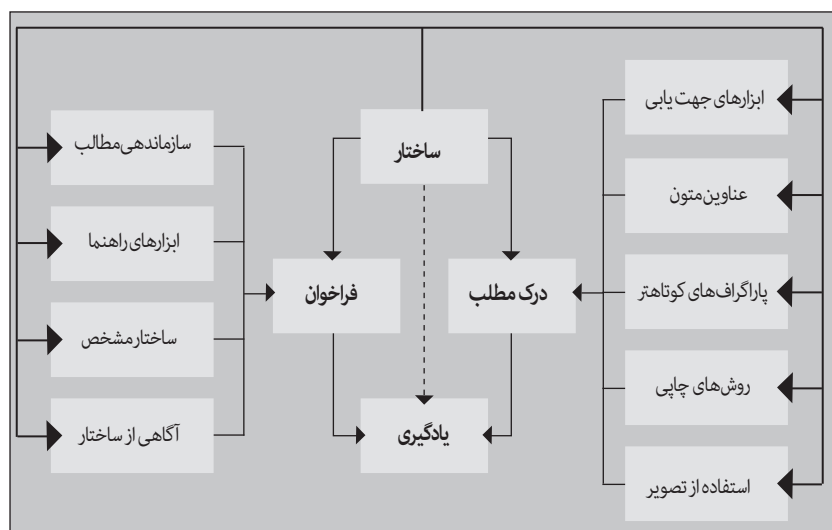 ابزارهای جهت یابی
ساختار
سازماندهی مطالب
عناوین متون
ابزارهای راهنما
درک مطلب
فراخوان
پاراگراف‌های کوتاهتر
ساختار مشخص
روش‌های چاپی
یادگیری
آگاهی از ساختار
استفاده از تصویر